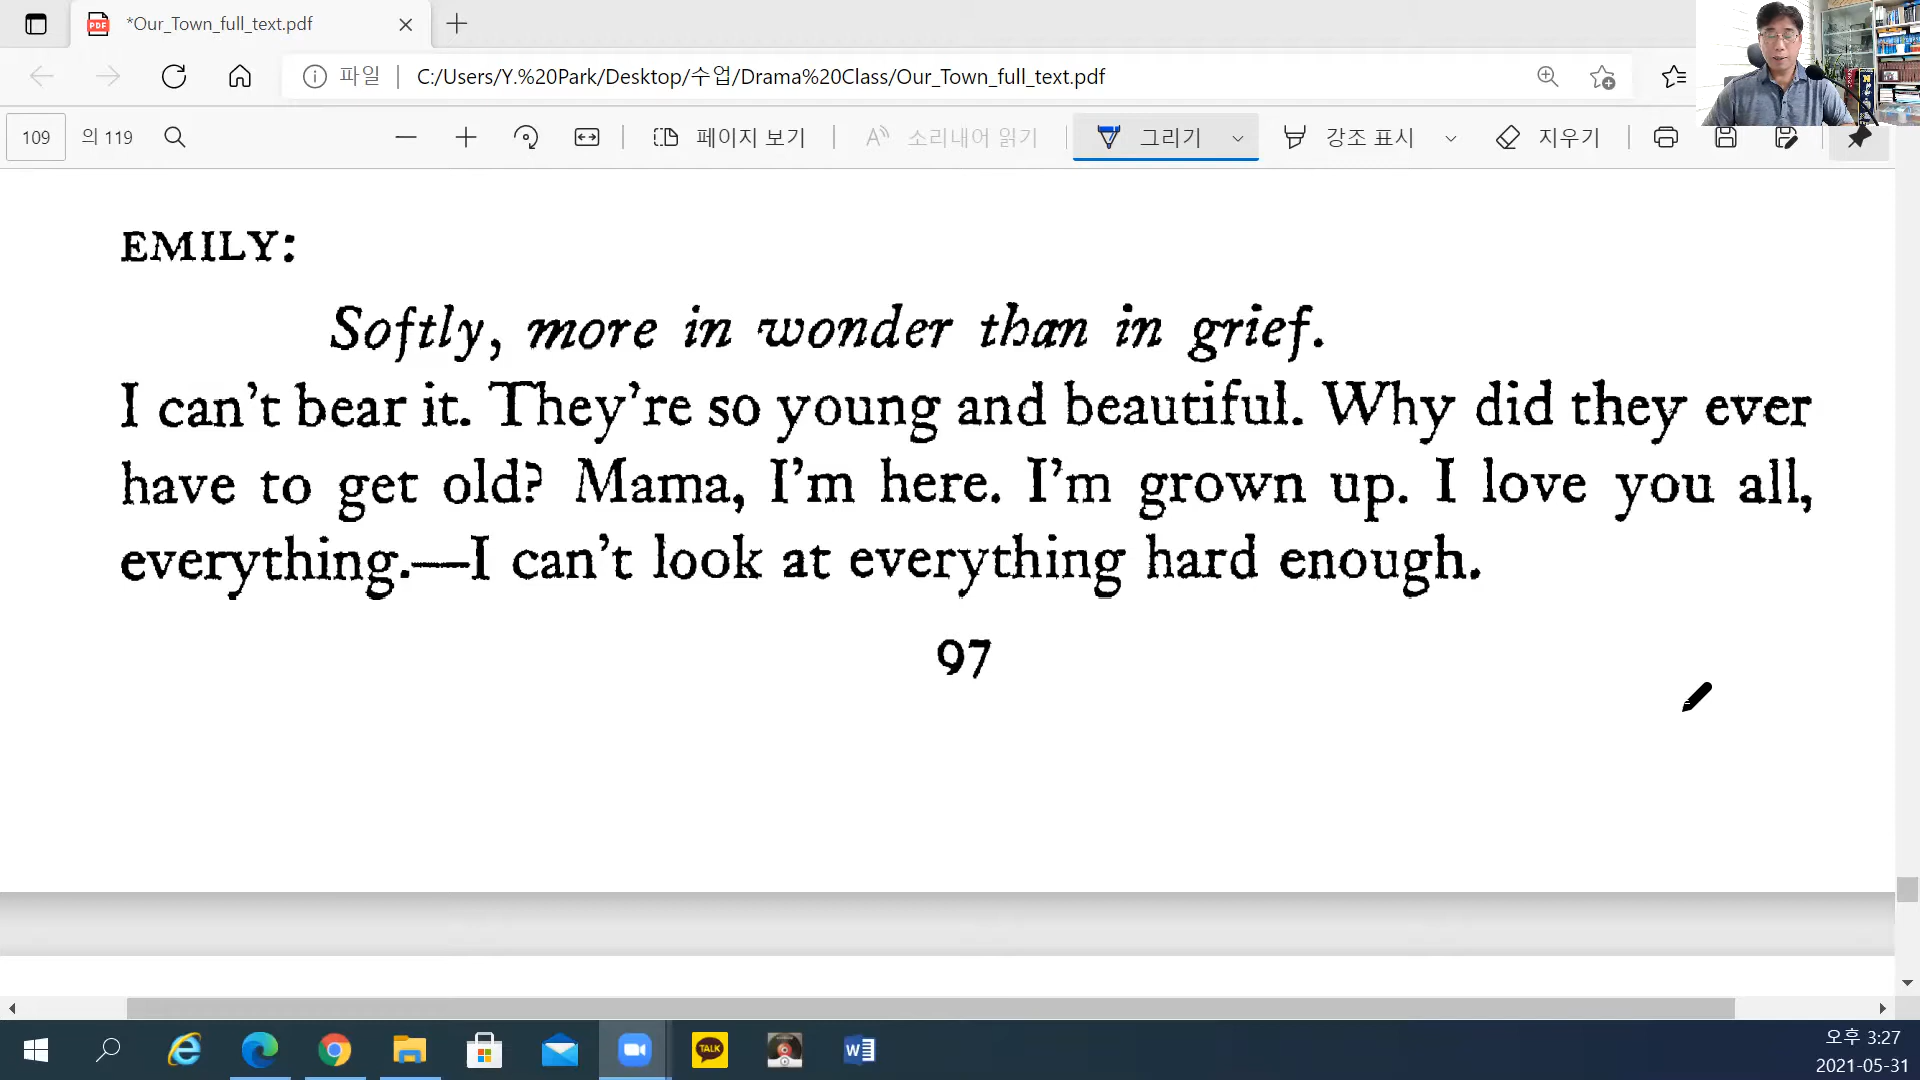 *Our_Town_full_text.pdf
파일 C:/Users/Y.%20Park/Desktop/수업/Drama%20Class/Our_Town_full_text.pdf
109 의 119 페이지 보기 소리내어 읽기 그리기 강조 표시 지우기
EMILY:
Softly, more in wonder than in grief.
I can't bear it. They're so young and beautiful. Why did they ever
have to get old? Mama, I'm here. I'm grown up. I love you all,
everything.—I can't look at everything hard enough.
97
TALK
오후 3:27
2021-05-31